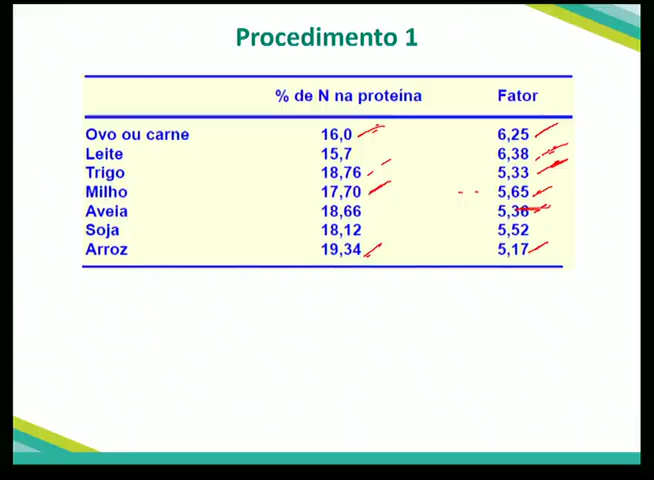 Procedimento 1
% de N na proteína Fator
Ovo ou carne 16,0 6,25
Leite 15,7 6,38
Trigo 18,76 5,33
Milho 17,70 5,65
Aveia 18,66 5,36
Soja 18,12 5,52
Arroz 19,34 5,17